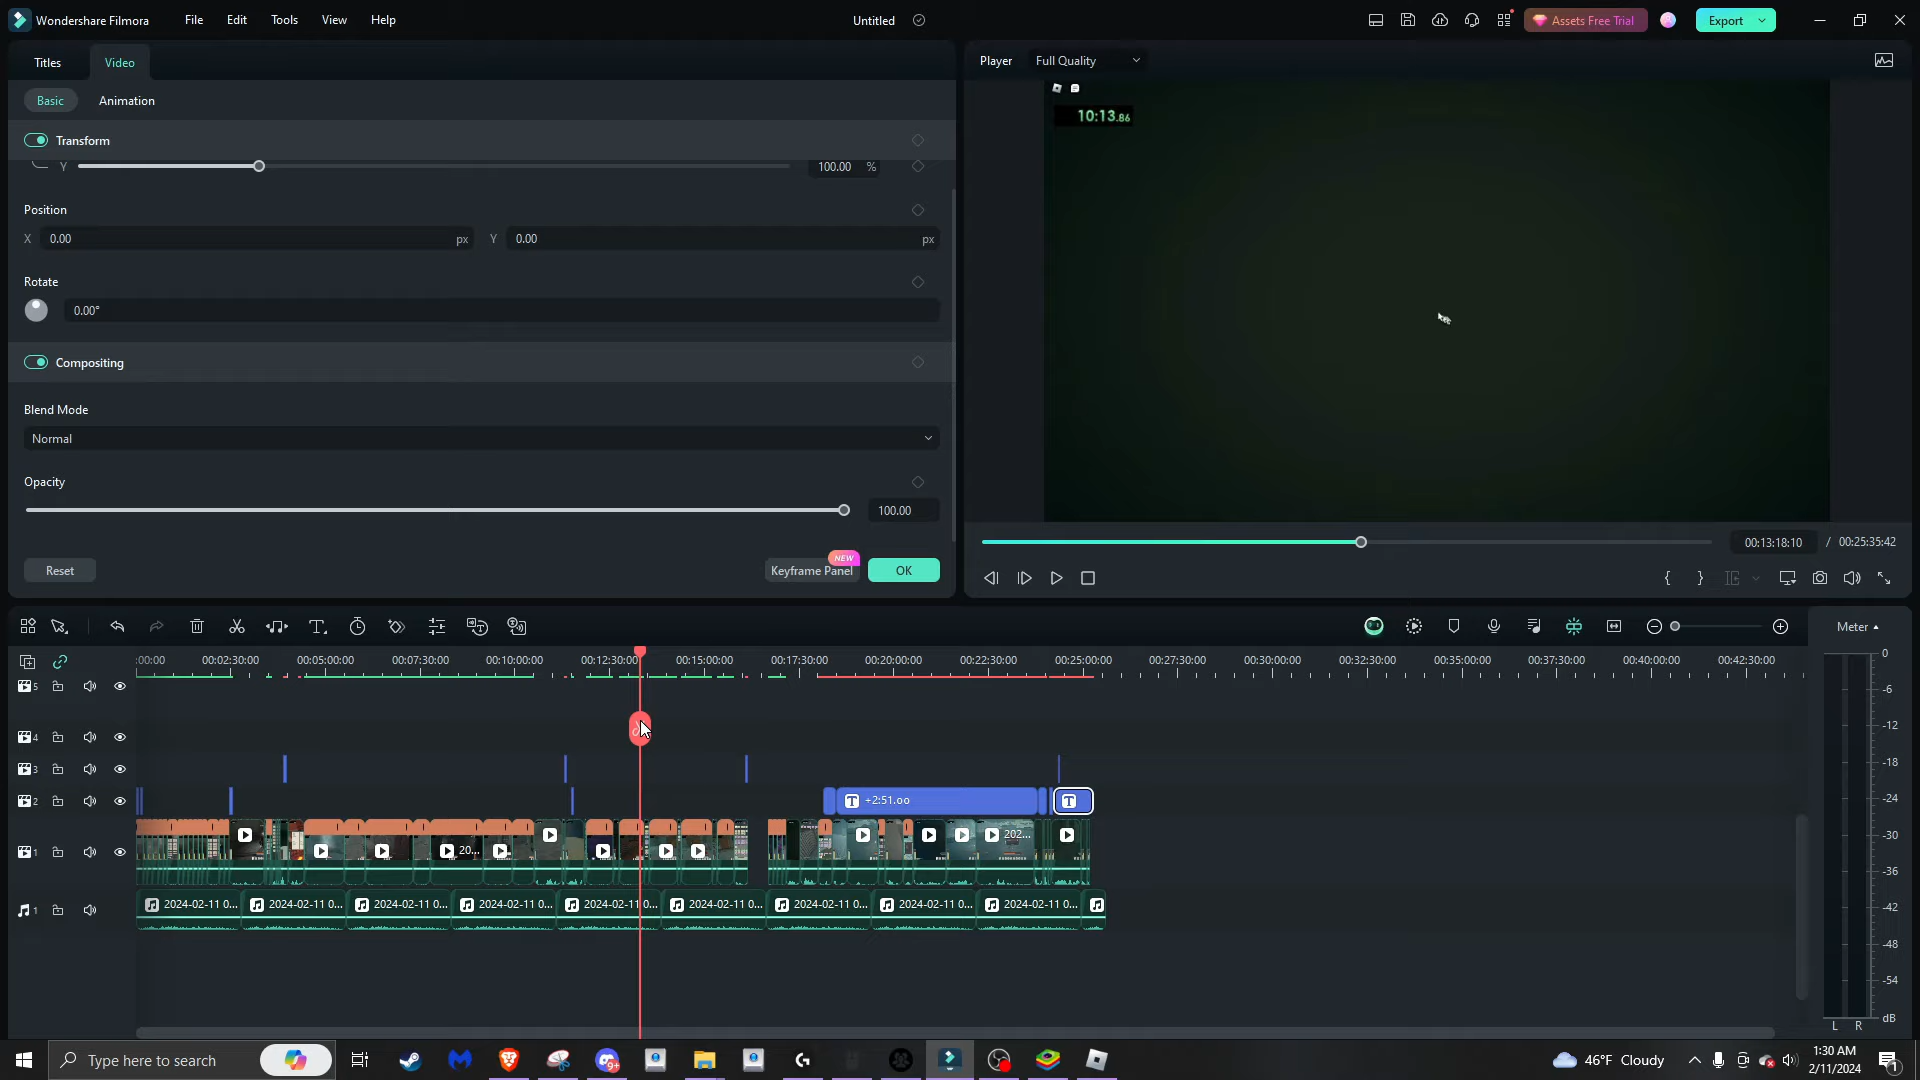 Wondershare Filmora File Edit Tools View Help Untitled Assets Free Trial Export
Titles Video
Player Full Quality
Basic Animation
Transform
10:13.86
Y 100.00 %
Position
X 0.00 px Y 0.00 px
Rotate
0.00°
Compositing
Blend Mode
Normal
Opacity
100.00
00:13:18:10 / 00:25:35:42
NEW
Reset Keyframe Panel OK
Meter
:00:00 00:02:30:00 00:05:00:00 00:07:30:00 00:10:00:00 00:12:30:00 00:15:00:00 00:17:30:00 00:20:00:00 00:22:30:00 00:25:00:00 00:27:30:00 00:30:00:00 00:32:30:00 00:35:00:00 00:37:30:00 00:40:00:00 00:42:30:00
0
-6
-12
-18
-24
-30
-36
-42
-48
-54
dB
L R
5
4
3
2 T +2:51.oo T
1 20... 202...
1 2024-02-11 0... 2024-02-11 0... 2024-02-11 0... 2024-02-11 0... 2024-02-11 0... 2024-02-11 0... 2024-02-11 0... 2024-02-11 0... 2024-02-11 0...
Type here to search 9+ 46°F Cloudy 1:30 AM
2/11/2024 1